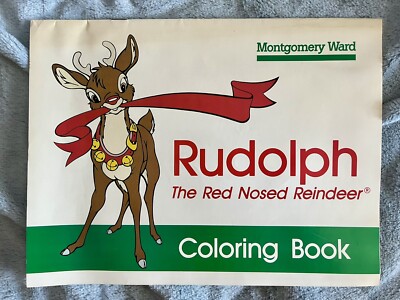 Montgomery Ward
Rudolph
The Red Nosed Reindeer®
Coloring Book